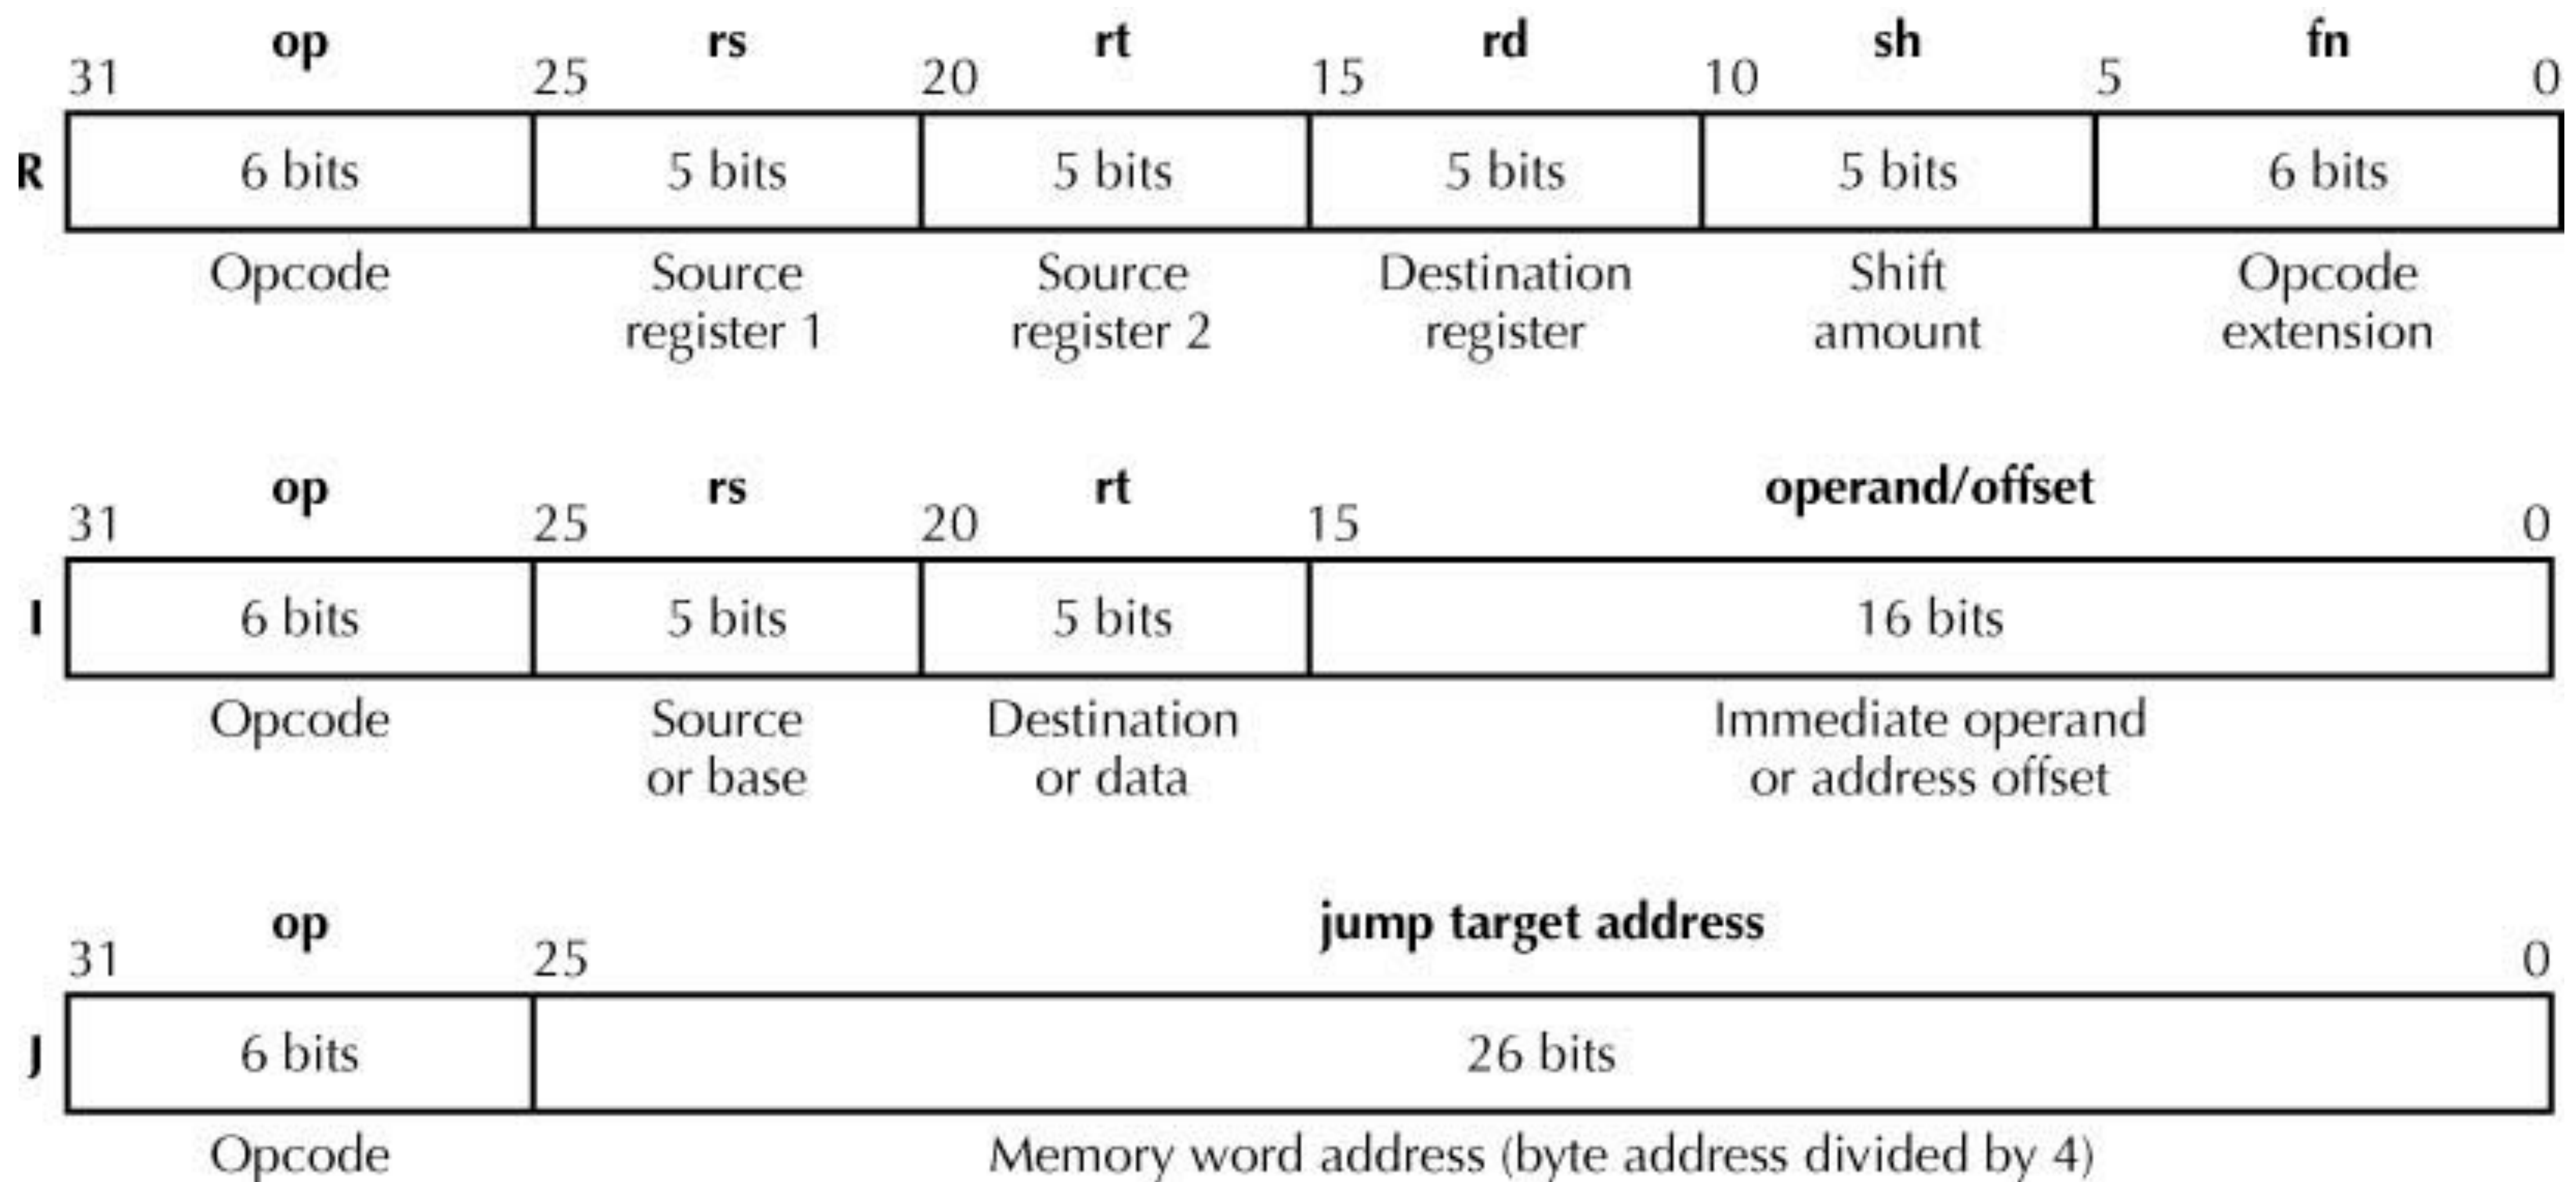 op rs rt rd sh fn
31 25 20 15 10 5 0
R 6 bits 5 bits 5 bits 5 bits 5 bits 6 bits
Opcode Source Source Destination Shift Opcode
register 1 register 2 register amount extension
op rs rt operand/offset
31 25 20 15 0
I 6 bits 5 bits 5 bits 16 bits
Opcode Source Destination Immediate operand
or base or data or address offset
op jump target address
31 25 0
J 6 bits 26 bits
Opcode Memory word address (byte address divided by 4)